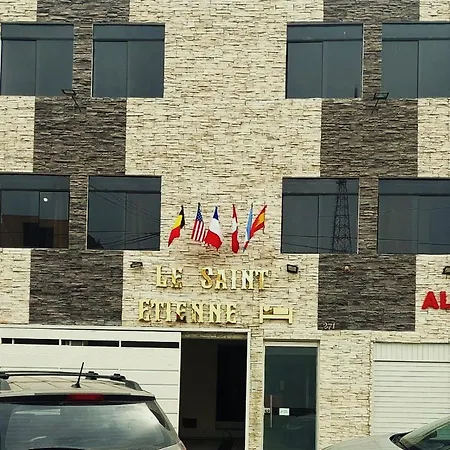 LE SAINT
ETIENNE
271
AL